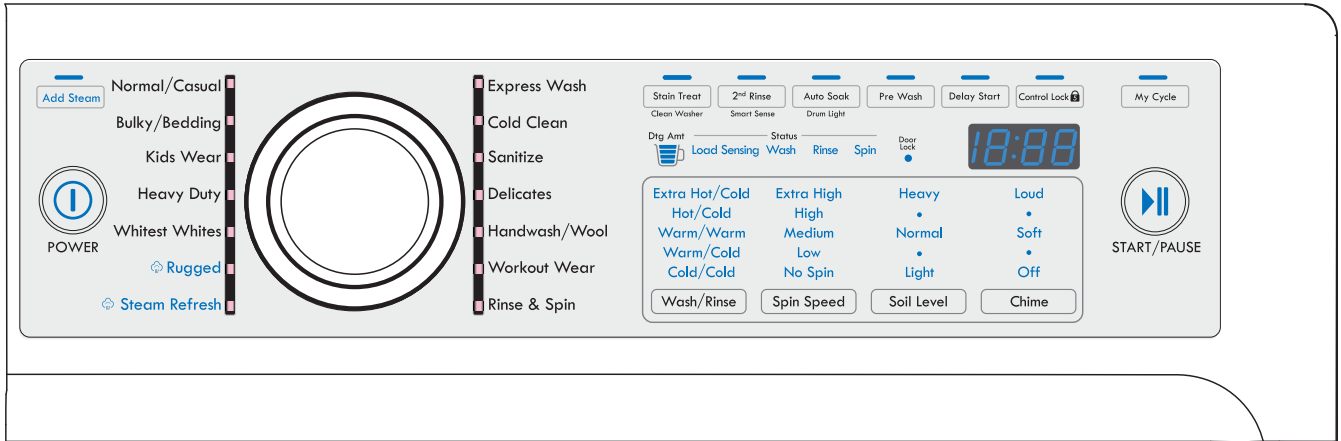 Add Steam
POWER
Normal/Casual
Bulky/Bedding
Kids Wear
Heavy Duty
Whitest Whites
Rugged
Steam Refresh
Express Wash
Cold Clean
Sanitize
Delicates
Handwash/Wool
Workout Wear
Rinse & Spin
Stain Treat 2nd Rinse Auto Soak Pre Wash Delay Start Control Lock My Cycle
Clean Washer Smart Sense Drum Light
Dtg Amt Status Door
Lock
Load Sensing Wash Rinse Spin
18:88
Extra Hot/Cold Extra High Heavy Loud
Hot/Cold High • •
Warm/Warm Medium Normal Soft
Warm/Cold Low • •
Cold/Cold No Spin Light Off
Wash/Rinse Spin Speed Soil Level Chime
START/PAUSE